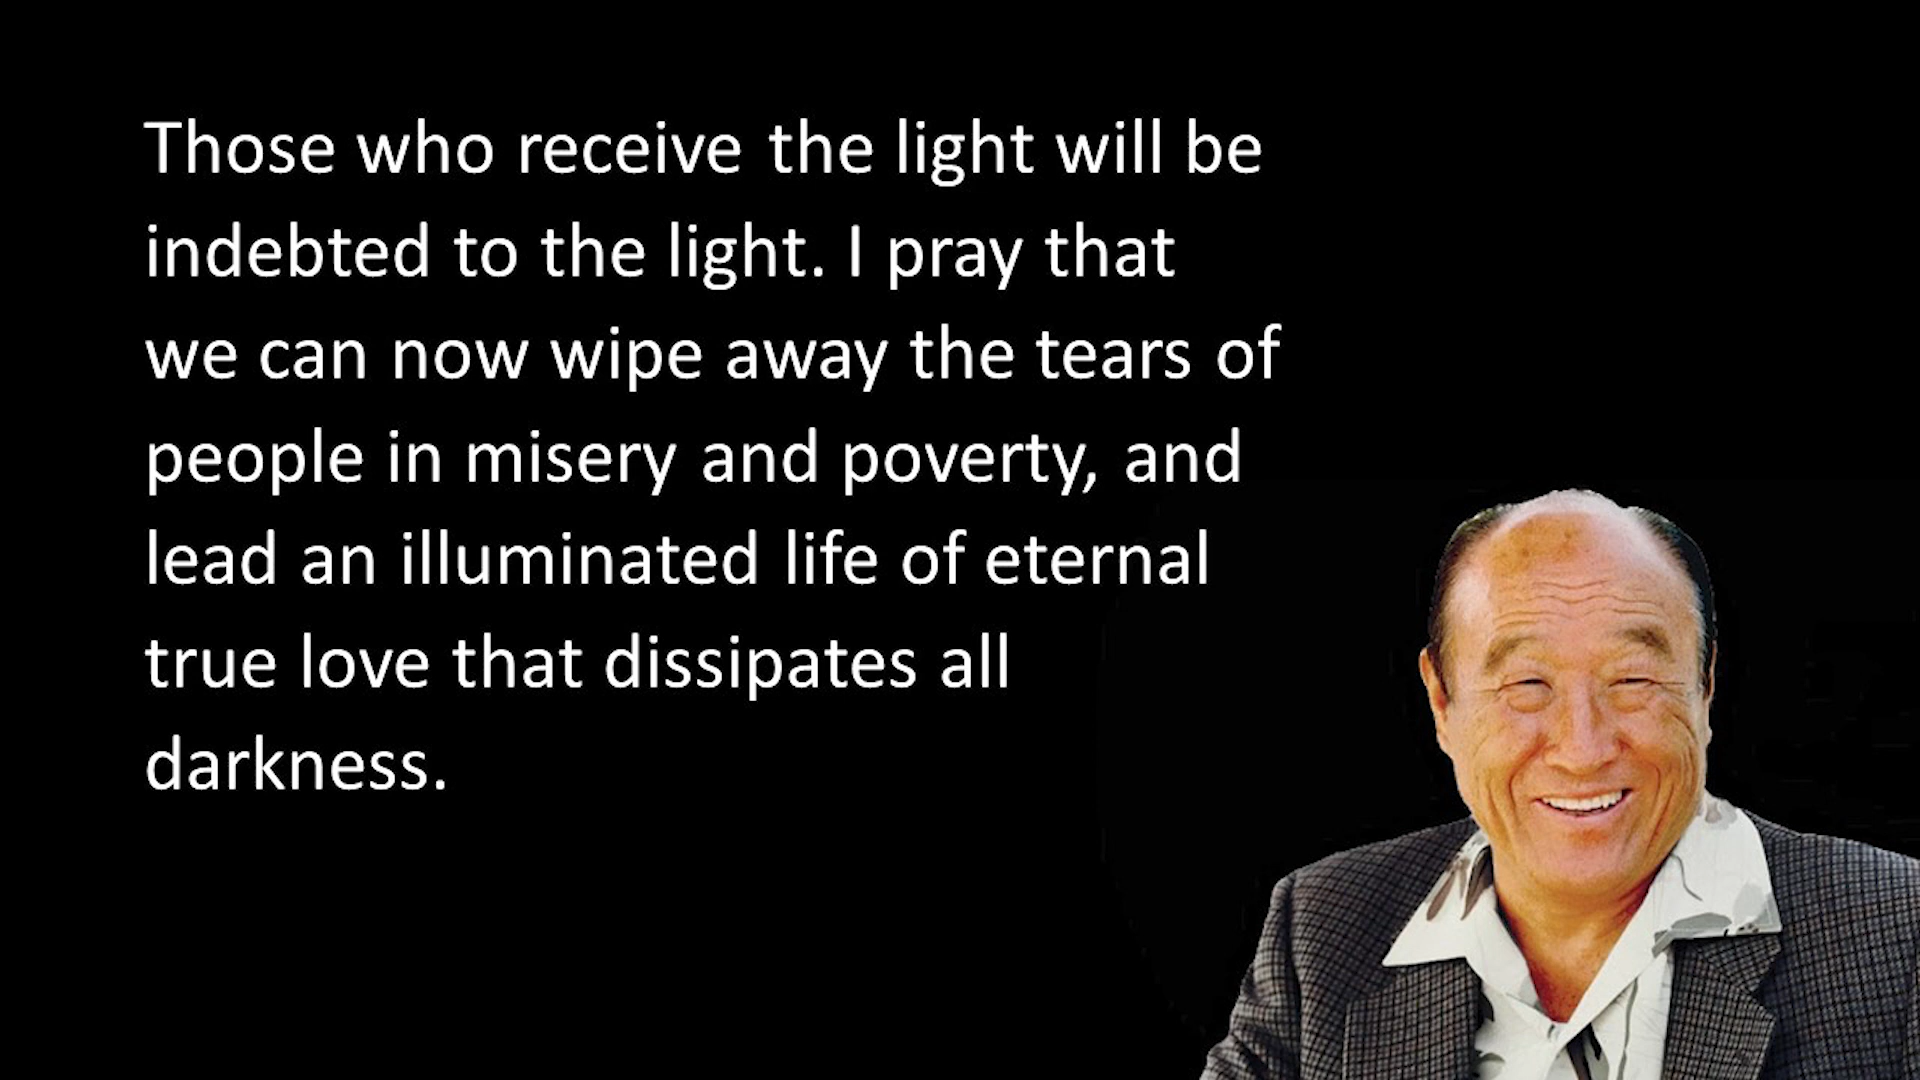 Those who receive the light will be
indebted to the light. I pray that
we can now wipe away the tears of
people in misery and poverty, and
lead an illuminated life of eternal
true love that dissipates all
darkness.